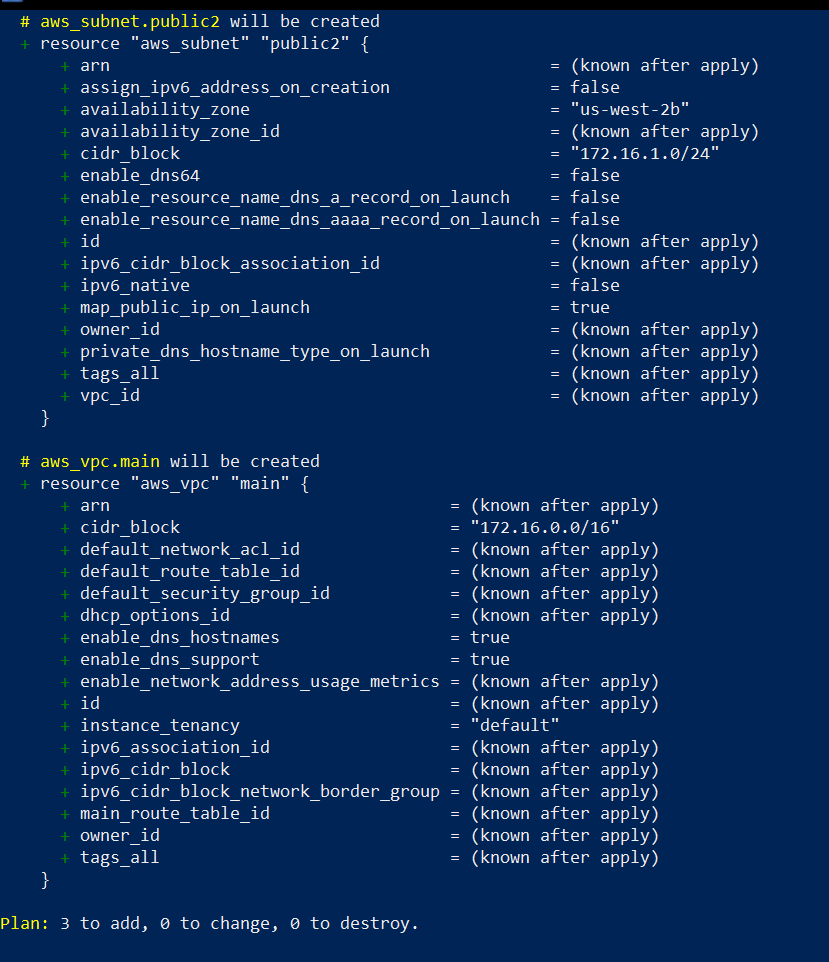 # aws_subnet.public2 will be created
+ resource "aws_subnet" "public2" {
+ arn = (known after apply)
+ assign_ipv6_address_on_creation = false
+ availability_zone = "us-west-2b"
+ availability_zone_id = (known after apply)
+ cidr_block = "172.16.1.0/24"
+ enable_dns64 = false
+ enable_resource_name_dns_a_record_on_launch = false
+ enable_resource_name_dns_aaaa_record_on_launch = false
+ id = (known after apply)
+ ipv6_cidr_block_association_id = (known after apply)
+ ipv6_native = false
+ map_public_ip_on_launch = true
+ owner_id = (known after apply)
+ private_dns_hostname_type_on_launch = (known after apply)
+ tags_all = (known after apply)
+ vpc_id = (known after apply)
}
# aws_vpc.main will be created
+ resource "aws_vpc" "main" {
+ arn = (known after apply)
+ cidr_block = "172.16.0.0/16"
+ default_network_acl_id = (known after apply)
+ default_route_table_id = (known after apply)
+ default_security_group_id = (known after apply)
+ dhcp_options_id = (known after apply)
+ enable_dns_hostnames = true
+ enable_dns_support = true
+ enable_network_address_usage_metrics = (known after apply)
+ id = (known after apply)
+ instance_tenancy = "default"
+ ipv6_association_id = (known after apply)
+ ipv6_cidr_block = (known after apply)
+ ipv6_cidr_block_network_border_group = (known after apply)
+ main_route_table_id = (known after apply)
+ owner_id = (known after apply)
+ tags_all = (known after apply)
}
Plan: 3 to add, 0 to change, 0 to destroy.